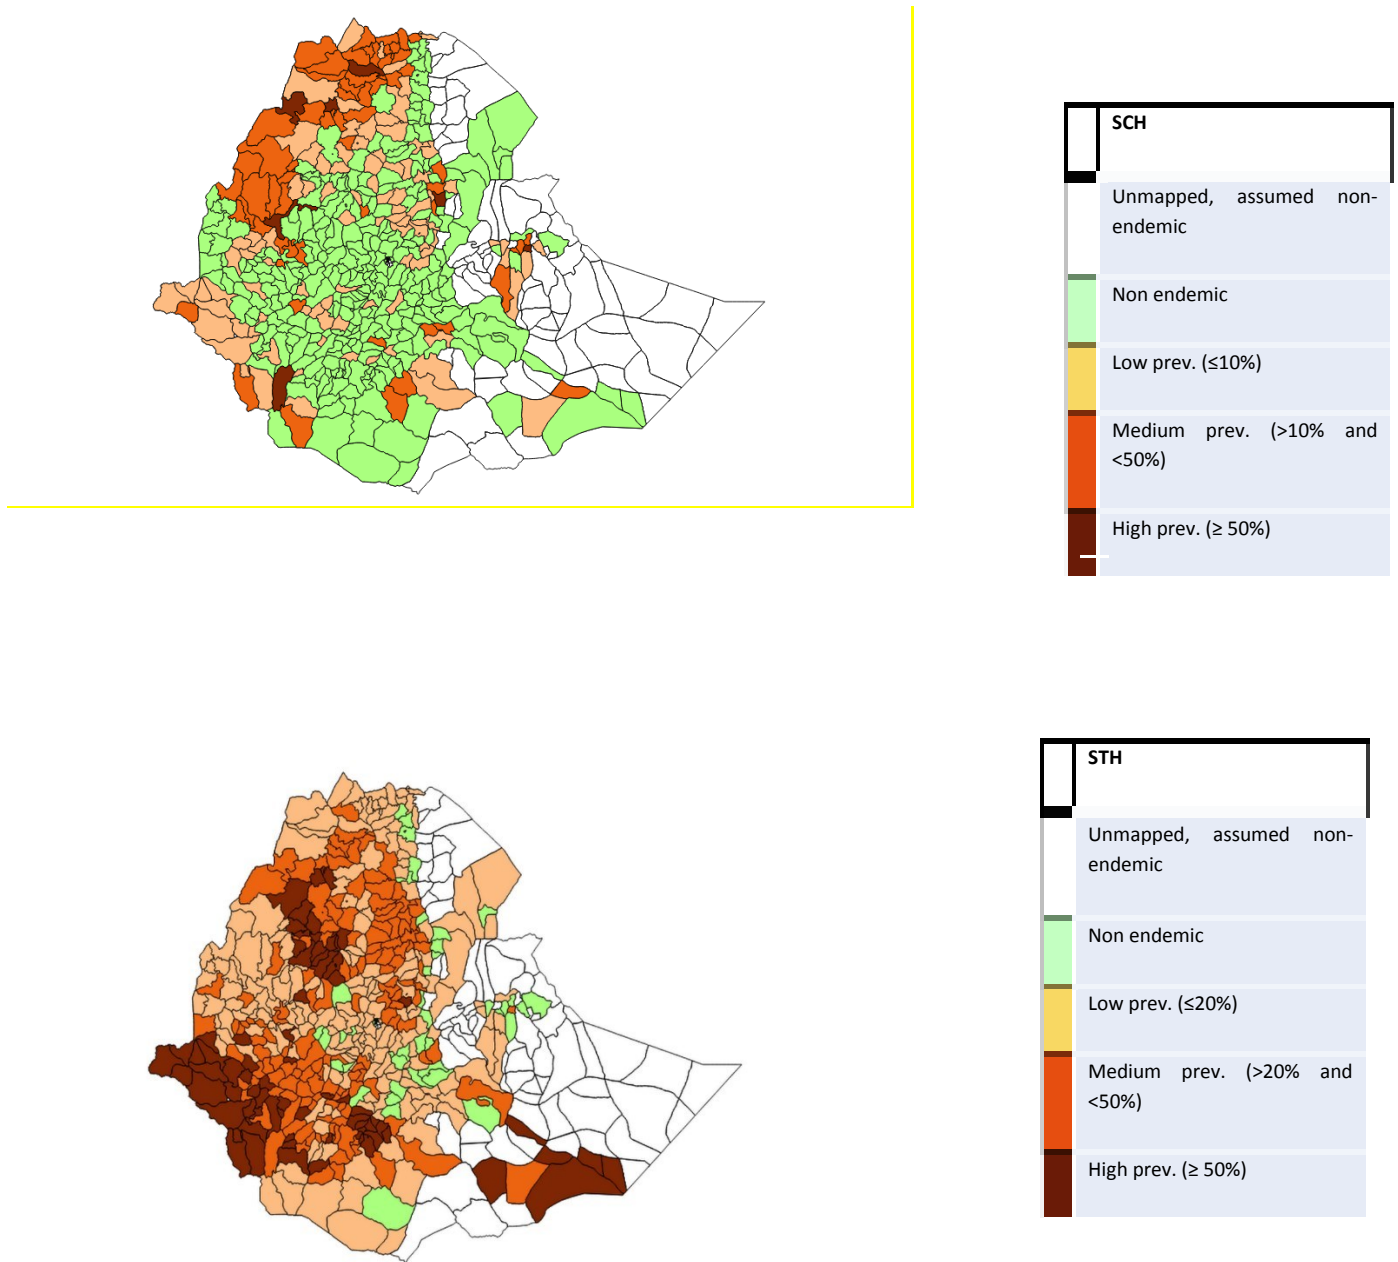 SCH
Unmapped, assumed non-
endemic
Non endemic
Low prev. (≤10%)
Medium prev. (>10% and
<50%)
High prev. (≥ 50%)
STH
Unmapped, assumed non-
endemic
Non endemic
Low prev. (≤20%)
Medium prev. (>20% and
<50%)
High prev. (≥ 50%)